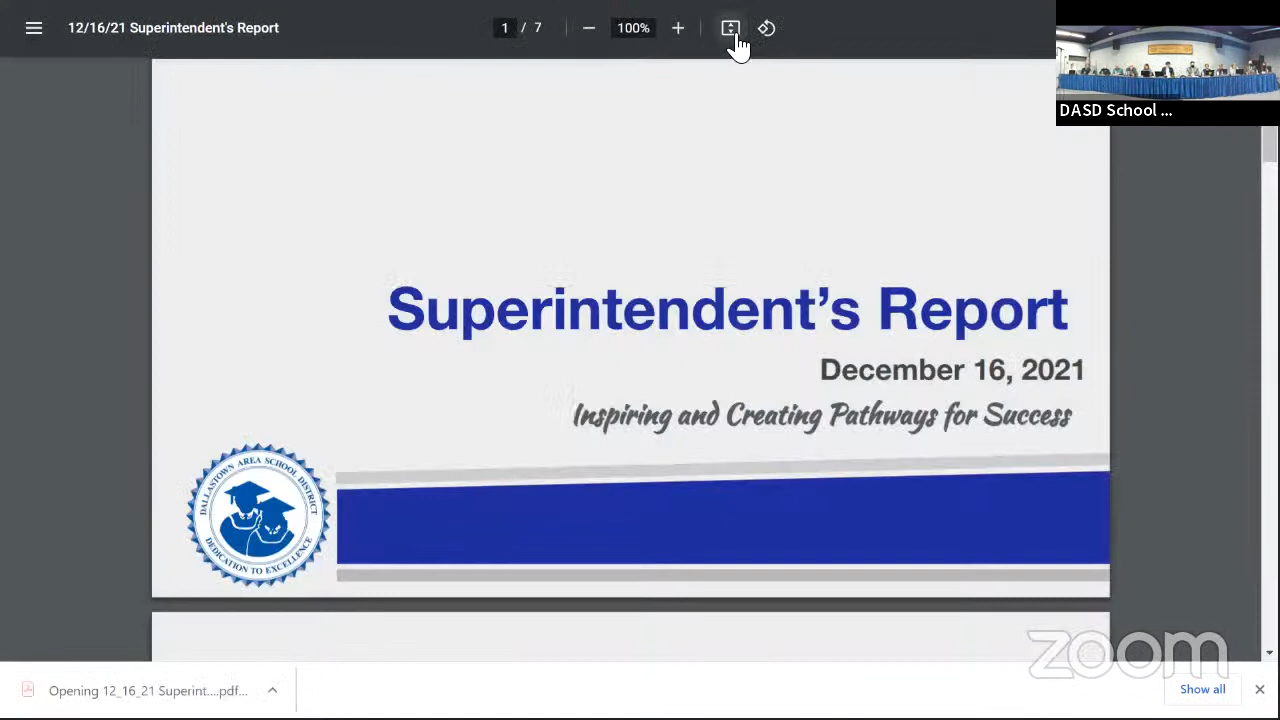 12/16/21 Superintendent's Report
1 / 7
100%
DASD School ...
Superintendent’s Report
December 16, 2021
Inspiring and Creating Pathways for Success
DALLASTOWN AREA SCHOOL DISTRICT
DEDICATION TO EXCELLENCE
zoom
Opening 12_16_21 Superint....pdf...
Show all